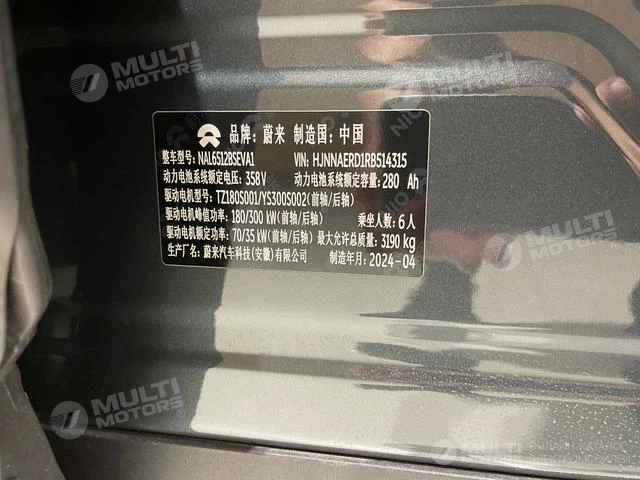 MULTI
MOTORS
NIO
品牌: 蔚来 制造国: 中国
整车型号: NAL6S12BSEVA1 VIN: HJNNAERD1RB514315
动力电池系统额定电压: 358V 动力电池系统额定容量: 280 Ah
驱动电机型号: TZ180S001/YS300S002(前轴/后轴)
驱动电机峰值功率: 180/300 kW(前轴/后轴) 乘坐人数: 6人
驱动电机额定功率: 70/35 kW(前轴/后轴) 最大允许总质量: 3190 kg
生产厂名: 蔚来汽车科技(安徽)有限公司 制造年月: 2024-04
MULTI
MOTORS
MULTI
MOTORS
NIO